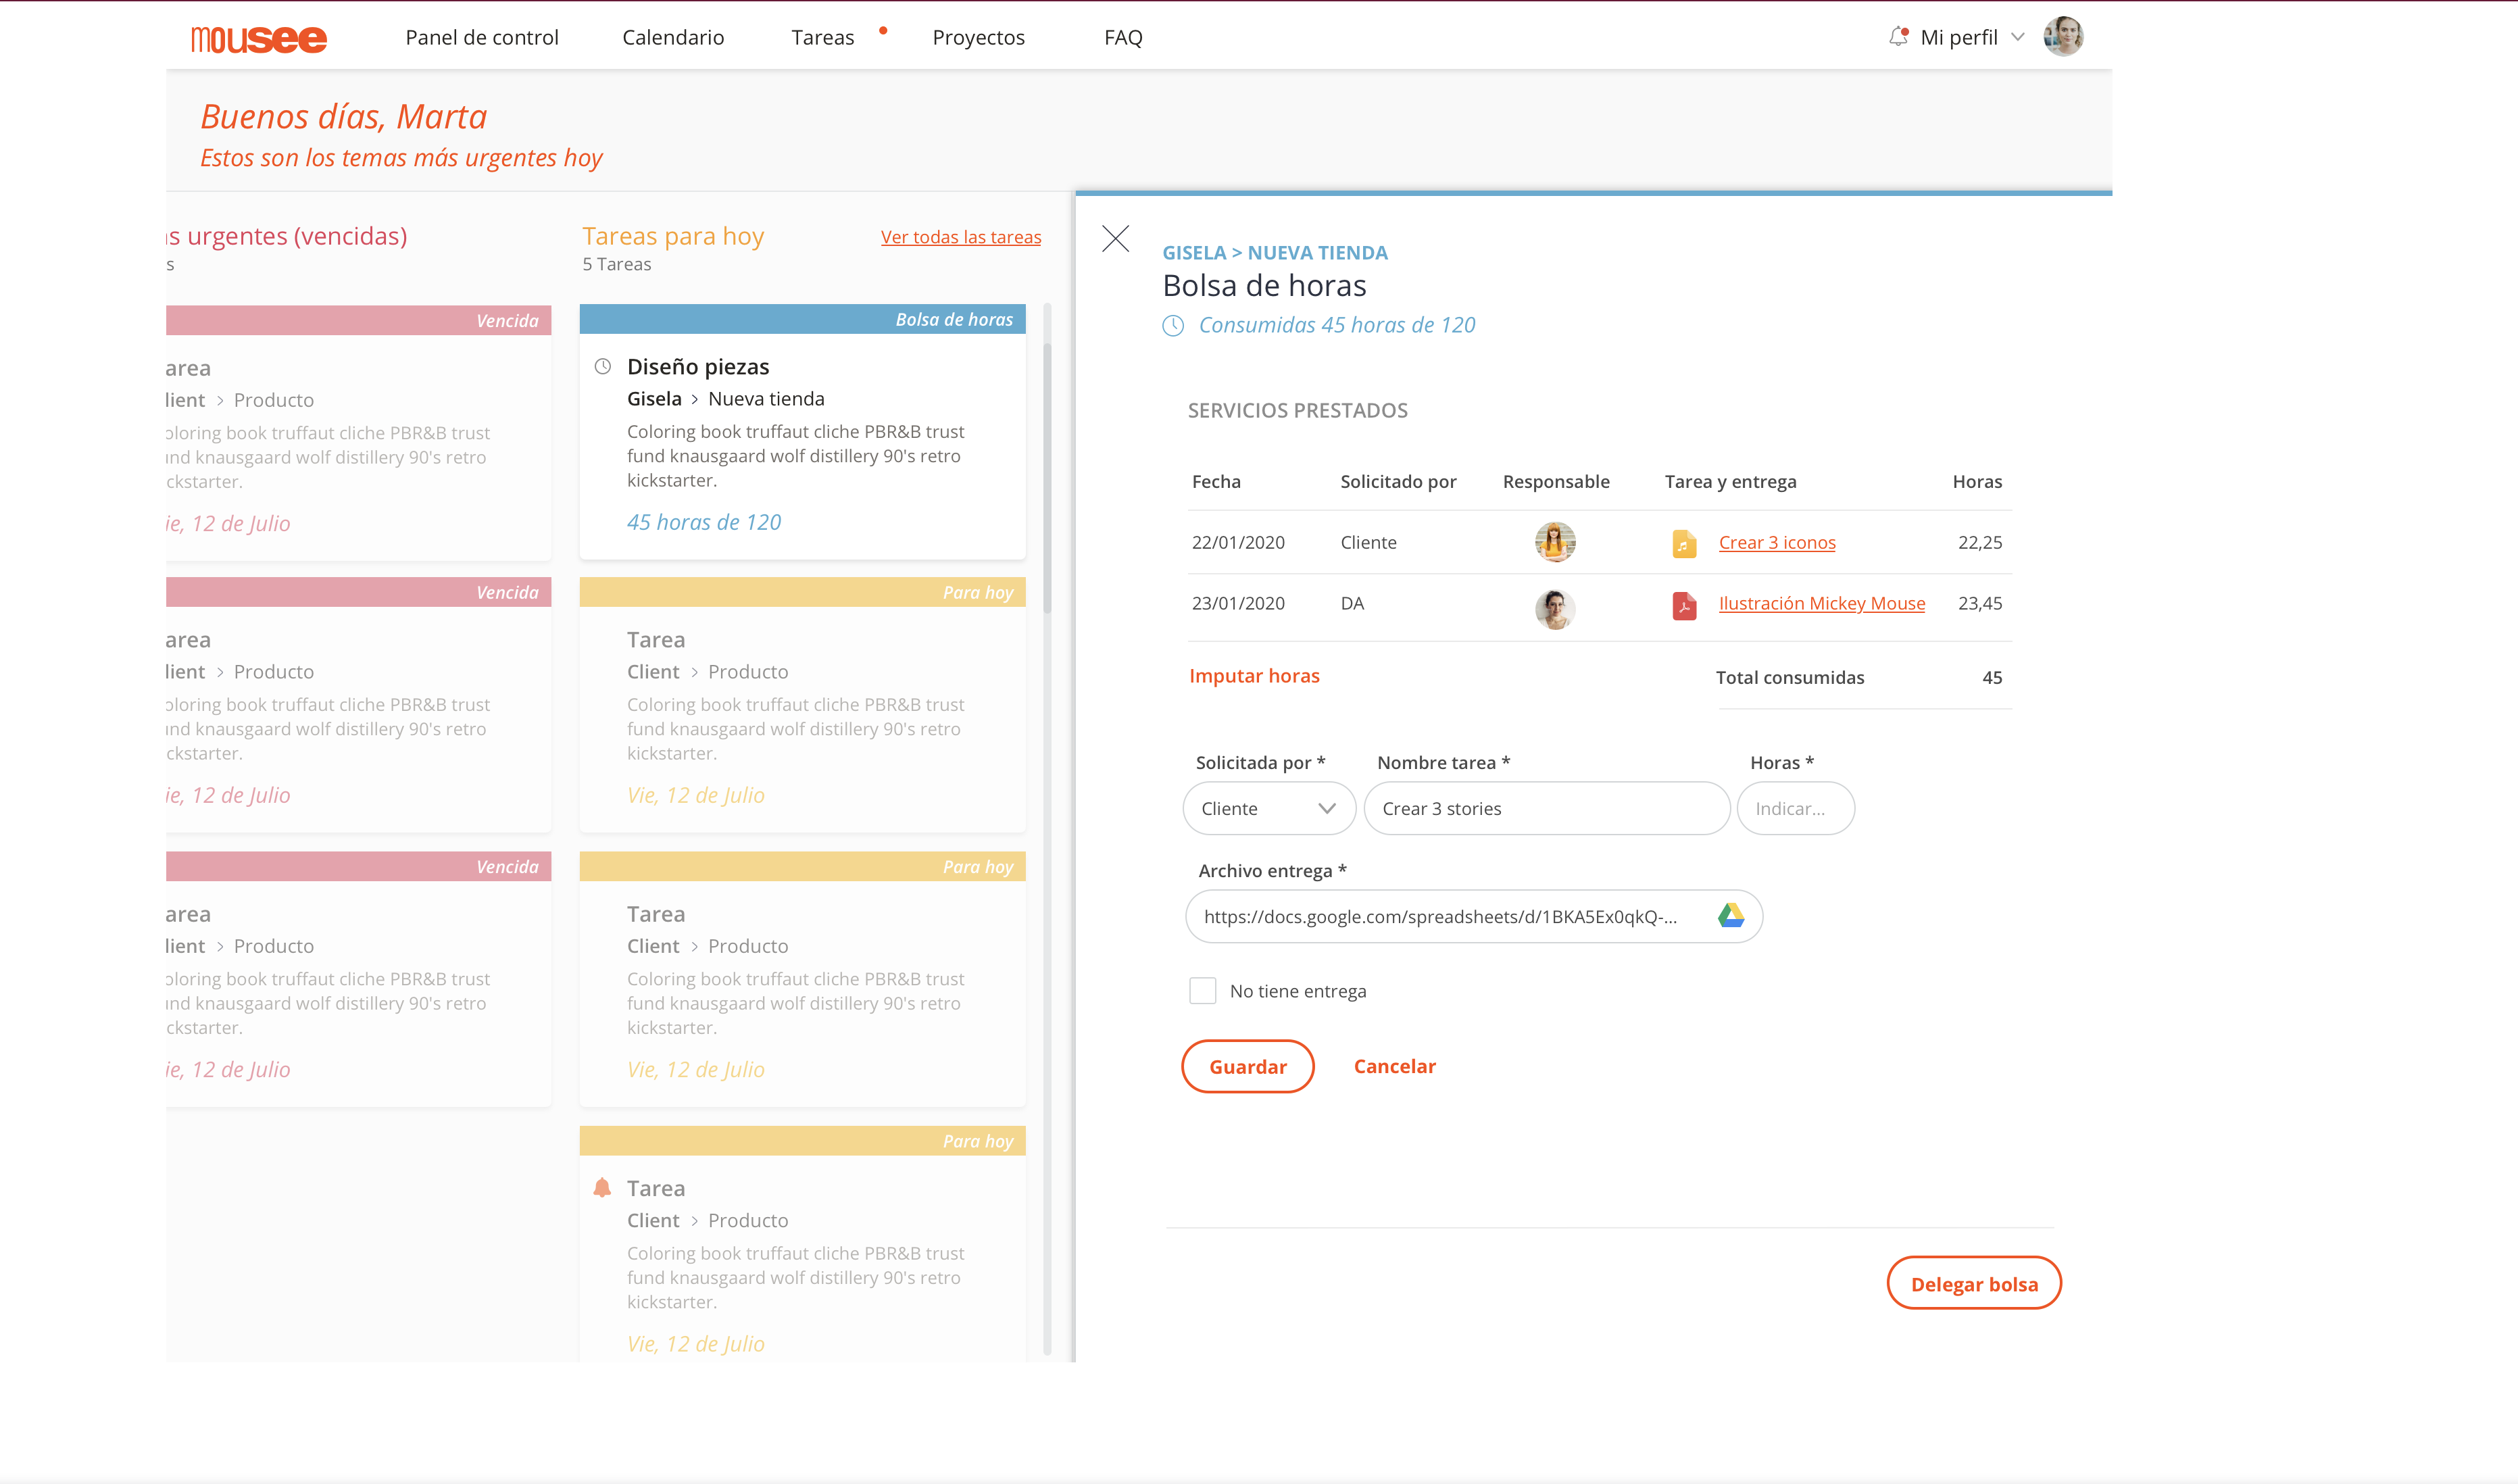 mousee
Panel de control
Calendario
Tareas
Proyectos
FAQ
Mi perfil
Buenos días, Marta
Estos son los temas más urgentes hoy
s urgentes (vencidas)
s
Vencida
area
lient > Producto
oloring book truffaut cliche PBR&B trust
und knausgaard wolf distillery 90's retro
ckstarter.
ie, 12 de Julio
Vencida
area
lient > Producto
oloring book truffaut cliche PBR&B trust
und knausgaard wolf distillery 90's retro
ckstarter.
ie, 12 de Julio
Vencida
area
lient > Producto
oloring book truffaut cliche PBR&B trust
und knausgaard wolf distillery 90's retro
ckstarter.
ie, 12 de Julio
Tareas para hoy
Ver todas las tareas
5 Tareas
Bolsa de horas
Diseño piezas
Gisela > Nueva tienda
Coloring book truffaut cliche PBR&B trust
fund knausgaard wolf distillery 90's retro
kickstarter.
45 horas de 120
Para hoy
Tarea
Client > Producto
Coloring book truffaut cliche PBR&B trust
fund knausgaard wolf distillery 90's retro
kickstarter.
Vie, 12 de Julio
Para hoy
Tarea
Client > Producto
Coloring book truffaut cliche PBR&B trust
fund knausgaard wolf distillery 90's retro
kickstarter.
Vie, 12 de Julio
Para hoy
Tarea
Client > Producto
Coloring book truffaut cliche PBR&B trust
fund knausgaard wolf distillery 90's retro
kickstarter.
Vie, 12 de Julio
GISELA > NUEVA TIENDA
Bolsa de horas
Consumidas 45 horas de 120
SERVICIOS PRESTADOS
Fecha Solicitado por Responsable Tarea y entrega Horas
22/01/2020 Cliente Crear 3 iconos 22,25
23/01/2020 DA Ilustración Mickey Mouse 23,45
Imputar horas Total consumidas 45
Solicitada por * Nombre tarea * Horas *
Cliente Crear 3 stories Indicar...
Archivo entrega *
https://docs.google.com/spreadsheets/d/1BKA5Ex0qkQ-...
No tiene entrega
Guardar Cancelar
Delegar bolsa